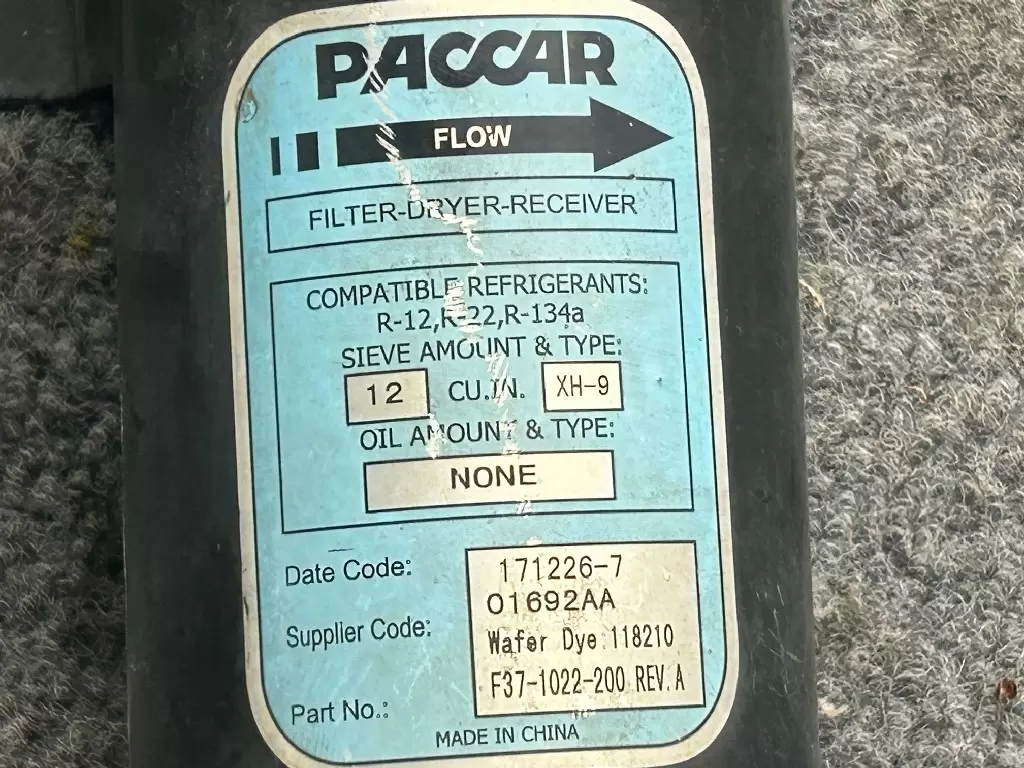 PACCAR
FLOW
FILTER-DRYER-RECEIVER
COMPATIBLE REFRIGERANTS:
R-12,R-22,R-134a
SIEVE AMOUNT & TYPE:
12 CU.IN. XH-9
OIL AMOUNT & TYPE:
NONE
Date Code: 171226-7
01692AA
Supplier Code: Wafer Dye:118210
F37-1022-200 REV.A
Part No.:
MADE IN CHINA